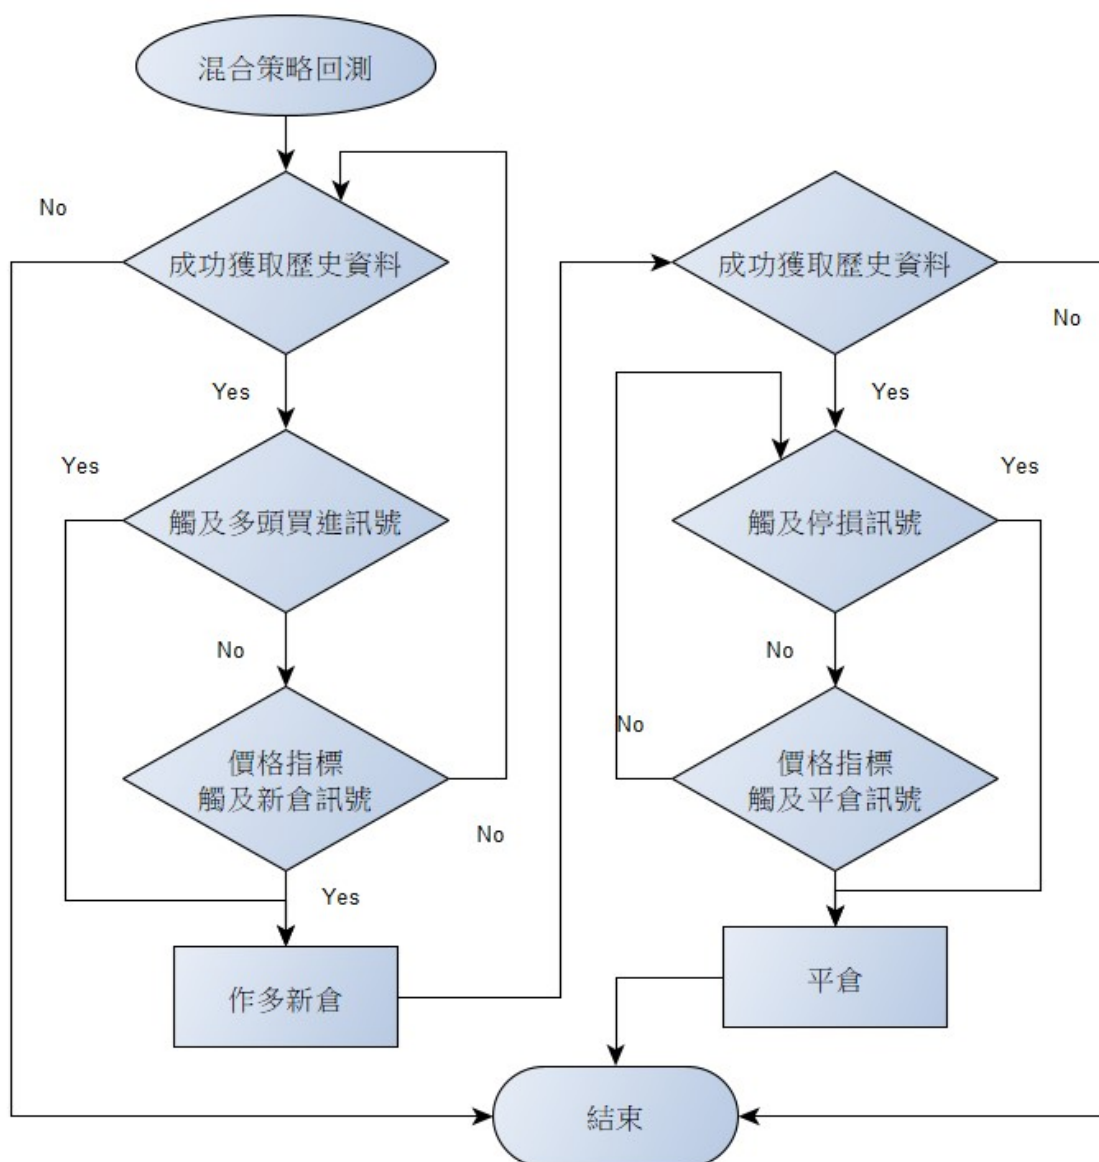 混合策略回測
No
成功獲取歷史資料
Yes
Yes
觸及多頭買進訊號
No
價格指標
觸及新倉訊號
No
Yes
作多新倉
成功獲取歷史資料
No
Yes
Yes
觸及停損訊號
No
No
價格指標
觸及平倉訊號
平倉
結束